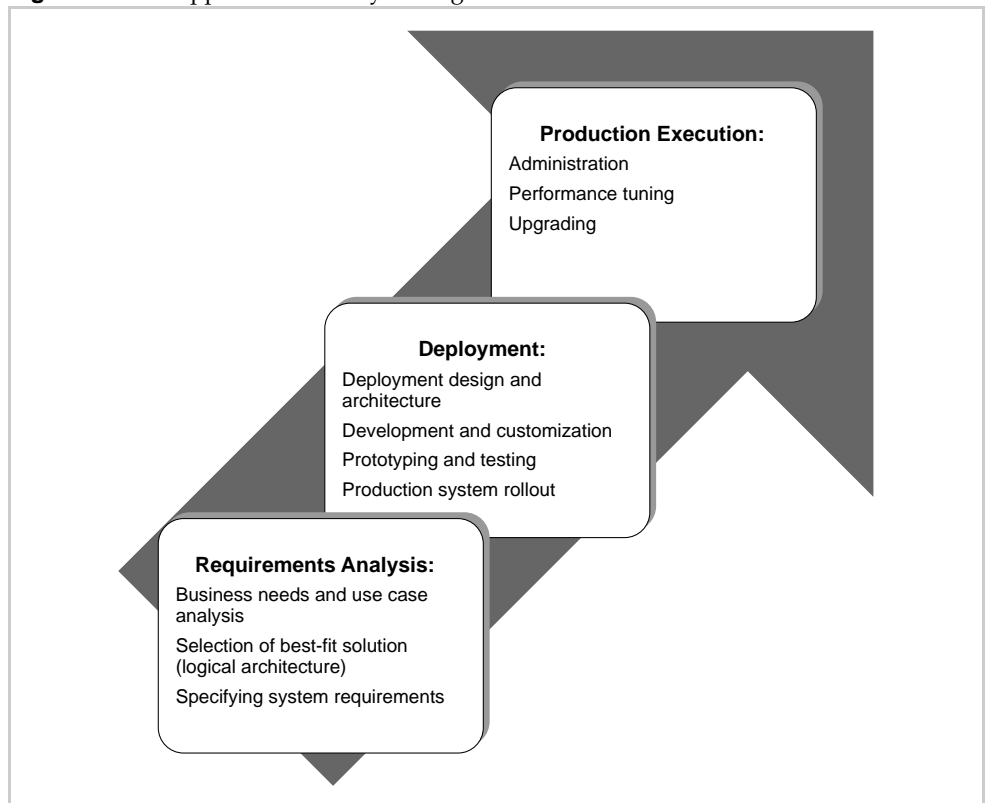 Production Execution:
Administration
Performance tuning
Upgrading
Deployment:
Deployment design and
architecture
Development and customization
Prototyping and testing
Production system rollout
Requirements Analysis:
Business needs and use case
analysis
Selection of best-fit solution
(logical architecture)
Specifying system requirements